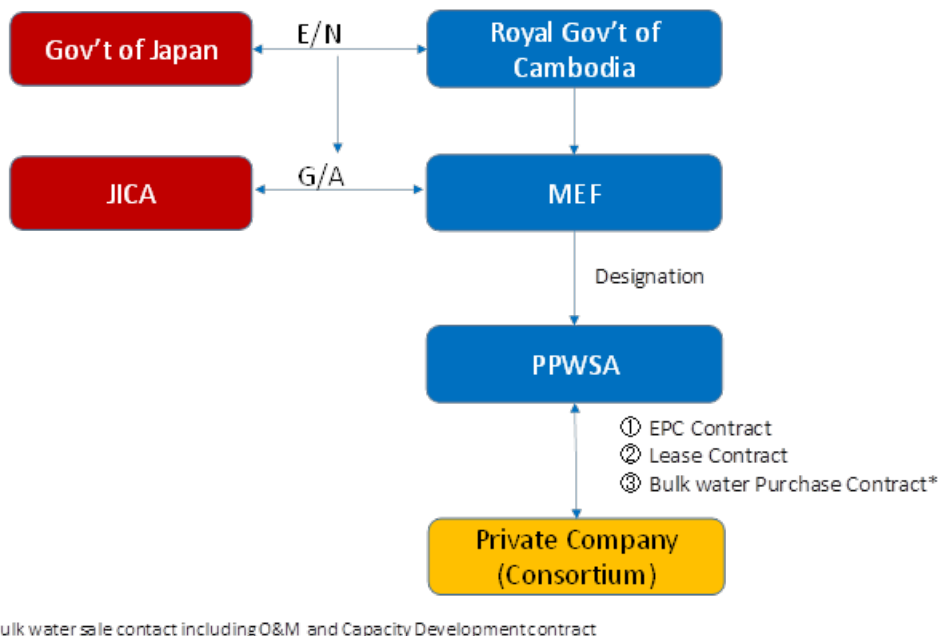 Gov't of Japan
E/N
Royal Gov't of
Cambodia
JICA
G/A
MEF
Designation
PPWSA
① EPC Contract
② Lease Contract
③ Bulk water Purchase Contract*
Private Company
(Consortium)
ulk water sale contact including O&M and Capacity Development contract